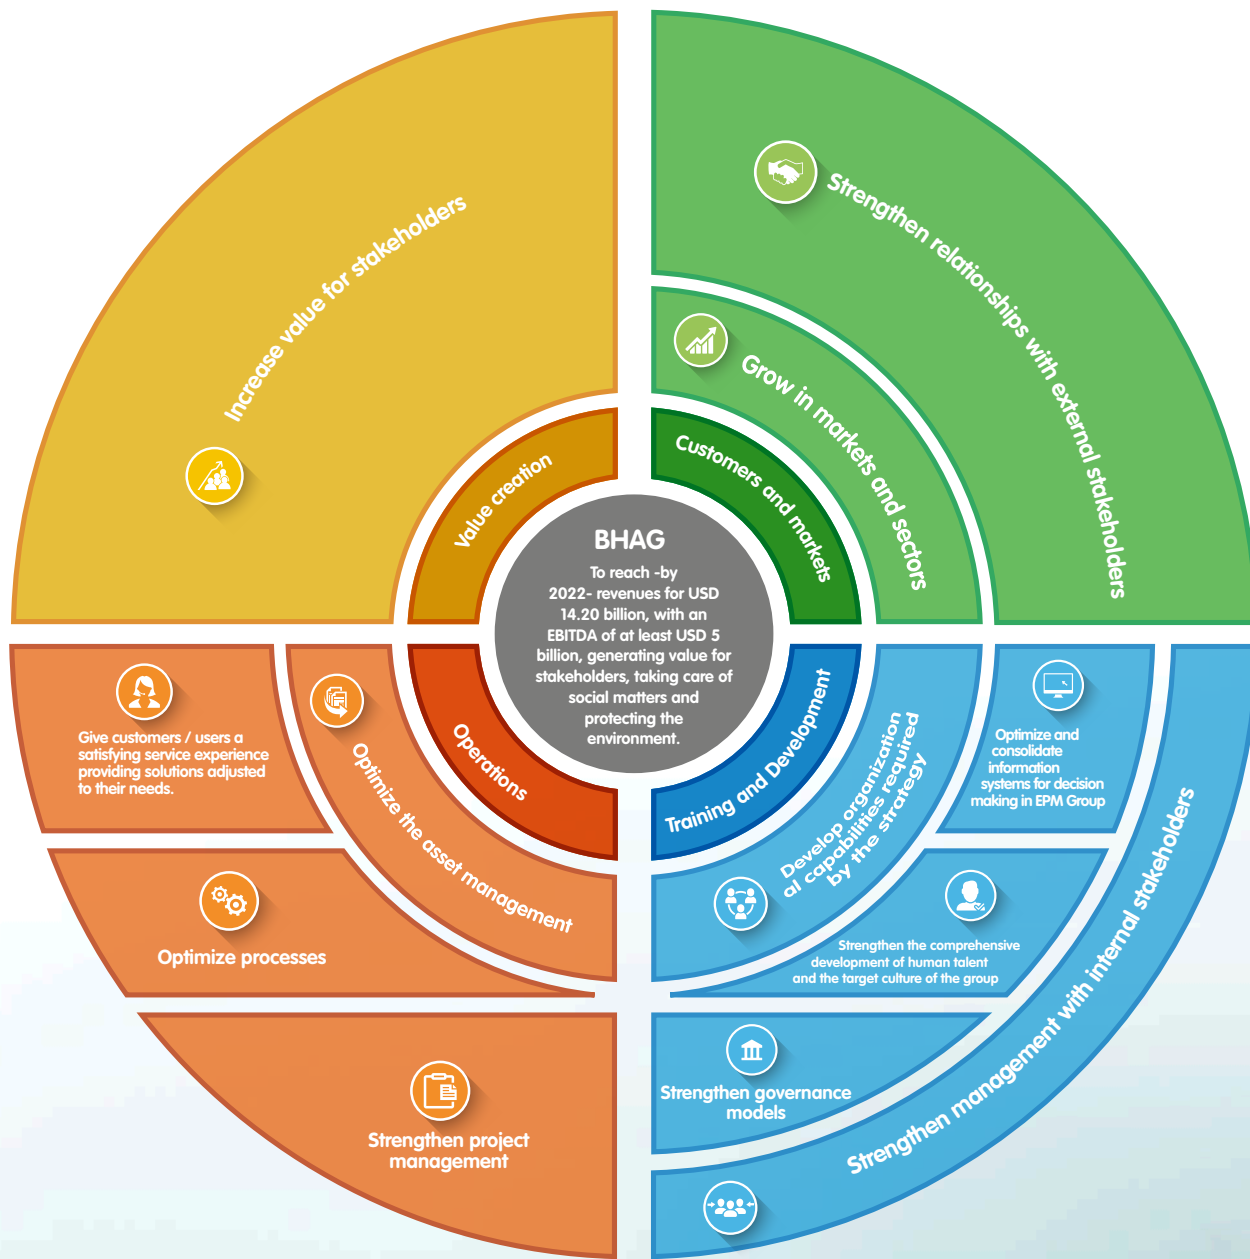 Increase value for stakeholders
Value creation
Strengthen relationships with external stakeholders
Grow in markets and sectors
Customers and markets
BHAG
To reach -by
2022- revenues for USD
14.20 billion, with an
EBITDA of at least USD 5
billion, generating value for
stakeholders, taking care of
social matters and
protecting the
environment.
Operations
Optimize the asset management
Give customers / users a
satisfying service experience
providing solutions adjusted
to their needs.
Optimize processes
Strengthen project
management
Training and Development
Develop organization
al capabilities required
by the strategy
Optimize and
consolidate
information
systems for decision
making in EPM Group
Strengthen the comprehensive
development of human talent
and the target culture of the group
Strengthen governance
models
Strengthen management with internal stakeholders